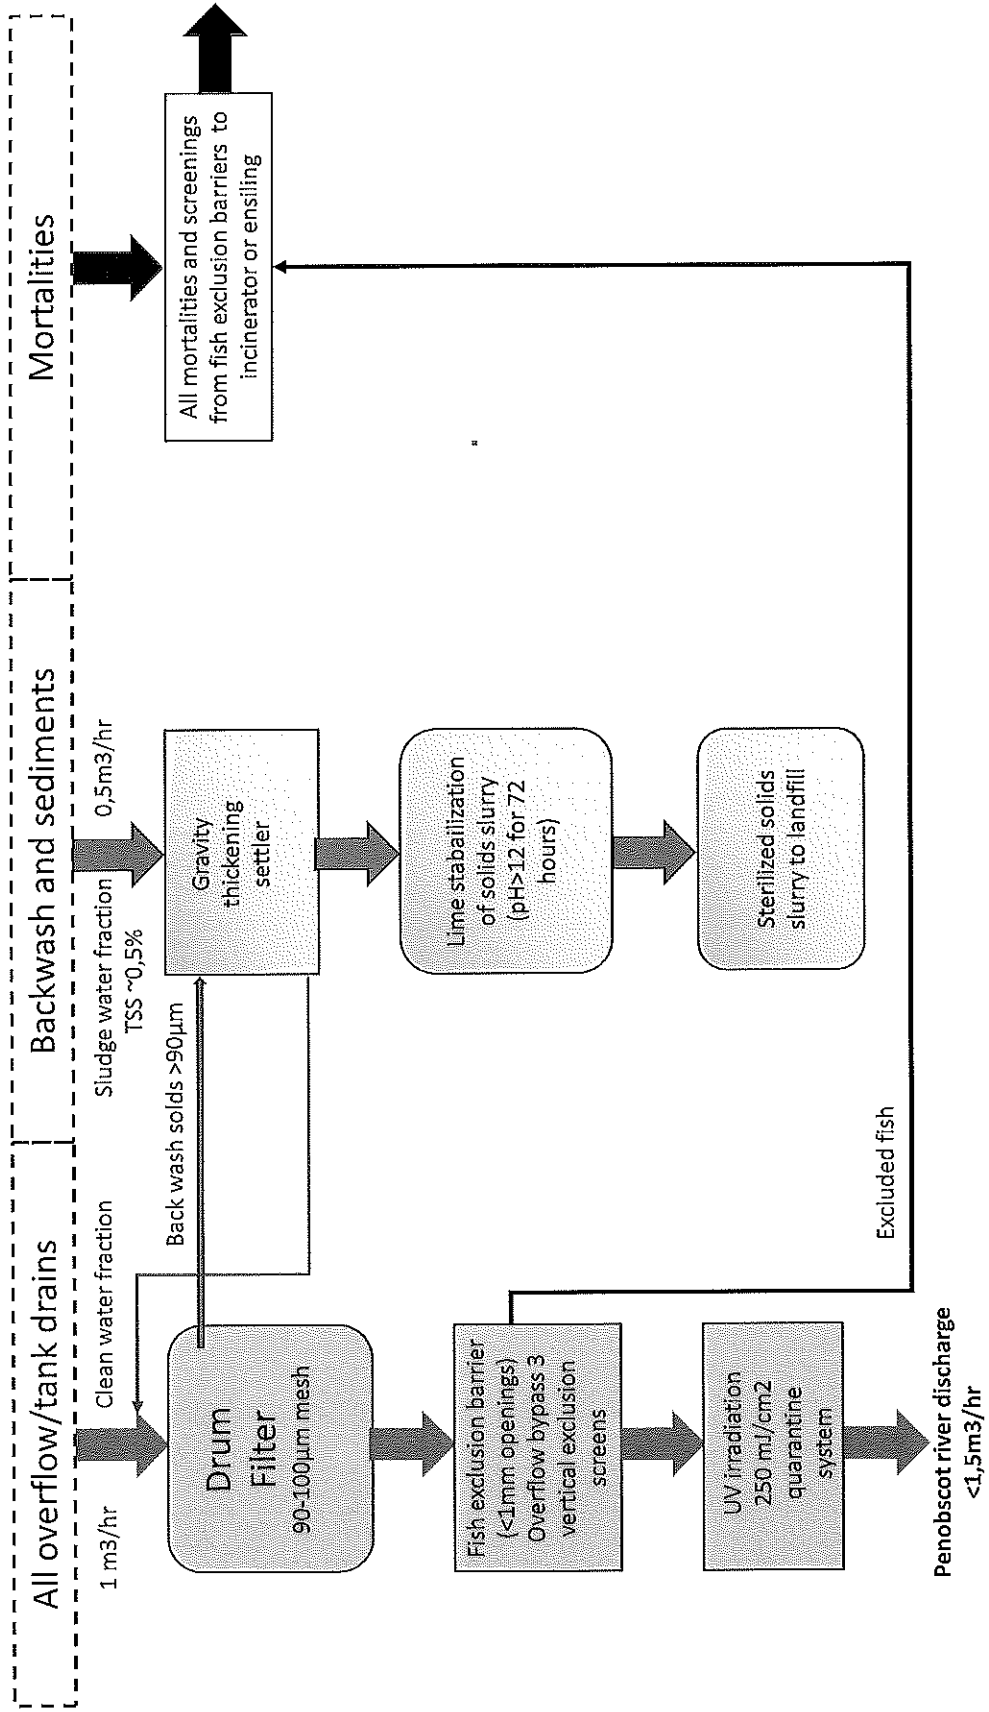 All overflow/tank drains
Backwash and sediments
Mortalities
1 m3/hr
Clean water fraction
Sludge water fraction
TSS ~0,5%
0,5m3/hr
Drum
Filter
90-100µm mesh
Back wash solds >90µm
Gravity
thickening
settler
All mortalities and screenings
from fish exclusion barriers to
incinerator or ensiling
Fish exclusion barrier
(<1mm openings)
Overflow bypass 3
vertical exclusion
screens
Lime stabailization
of solids slurry
(pH>12 for 72
hours)
UV irradiation
250 mJ/cm2
quarantine
system
Sterilized solids
slurry to landfill
Excluded fish
Penobscot river discharge
<1,5m3/hr